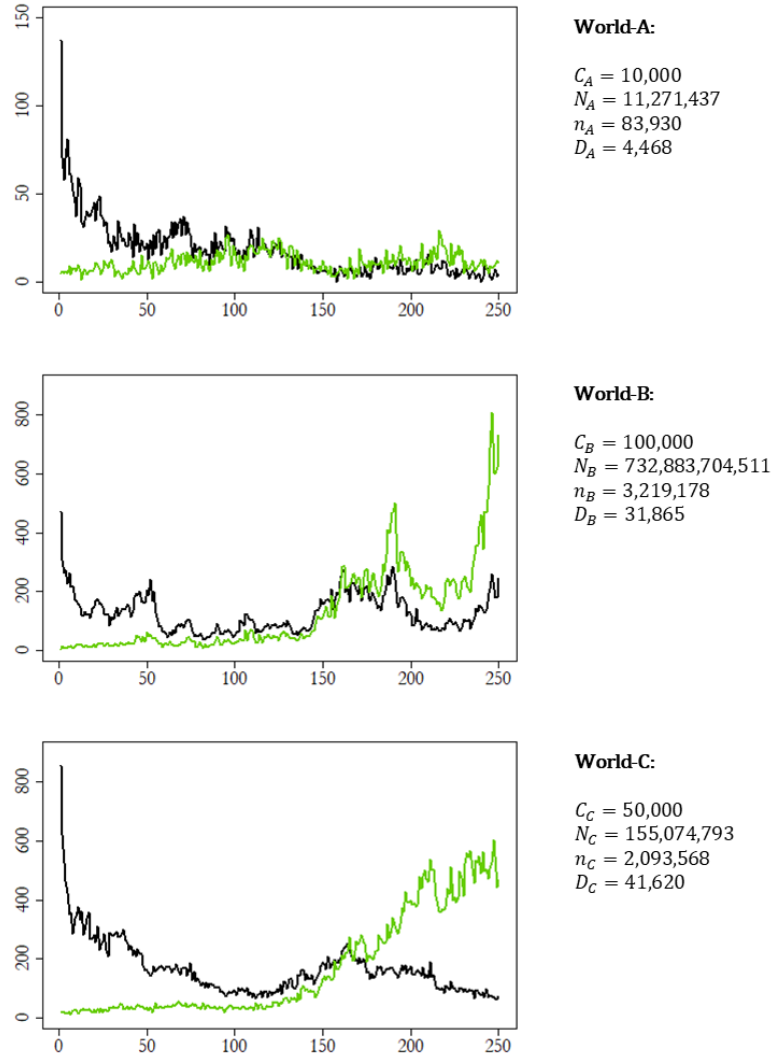 150
100
50
0
0 50 100 150 200 250
World-A:
C_A = 10,000
N_A = 11,271,437
n_A = 83,930
D_A = 4,468
800
600
400
200
0
0 50 100 150 200 250
World-B:
C_B = 100,000
N_B = 732,883,704,511
n_B = 3,219,178
D_B = 31,865
800
600
400
200
0
0 50 100 150 200 250
World-C:
C_C = 50,000
N_C = 155,074,793
n_C = 2,093,568
D_C = 41,620